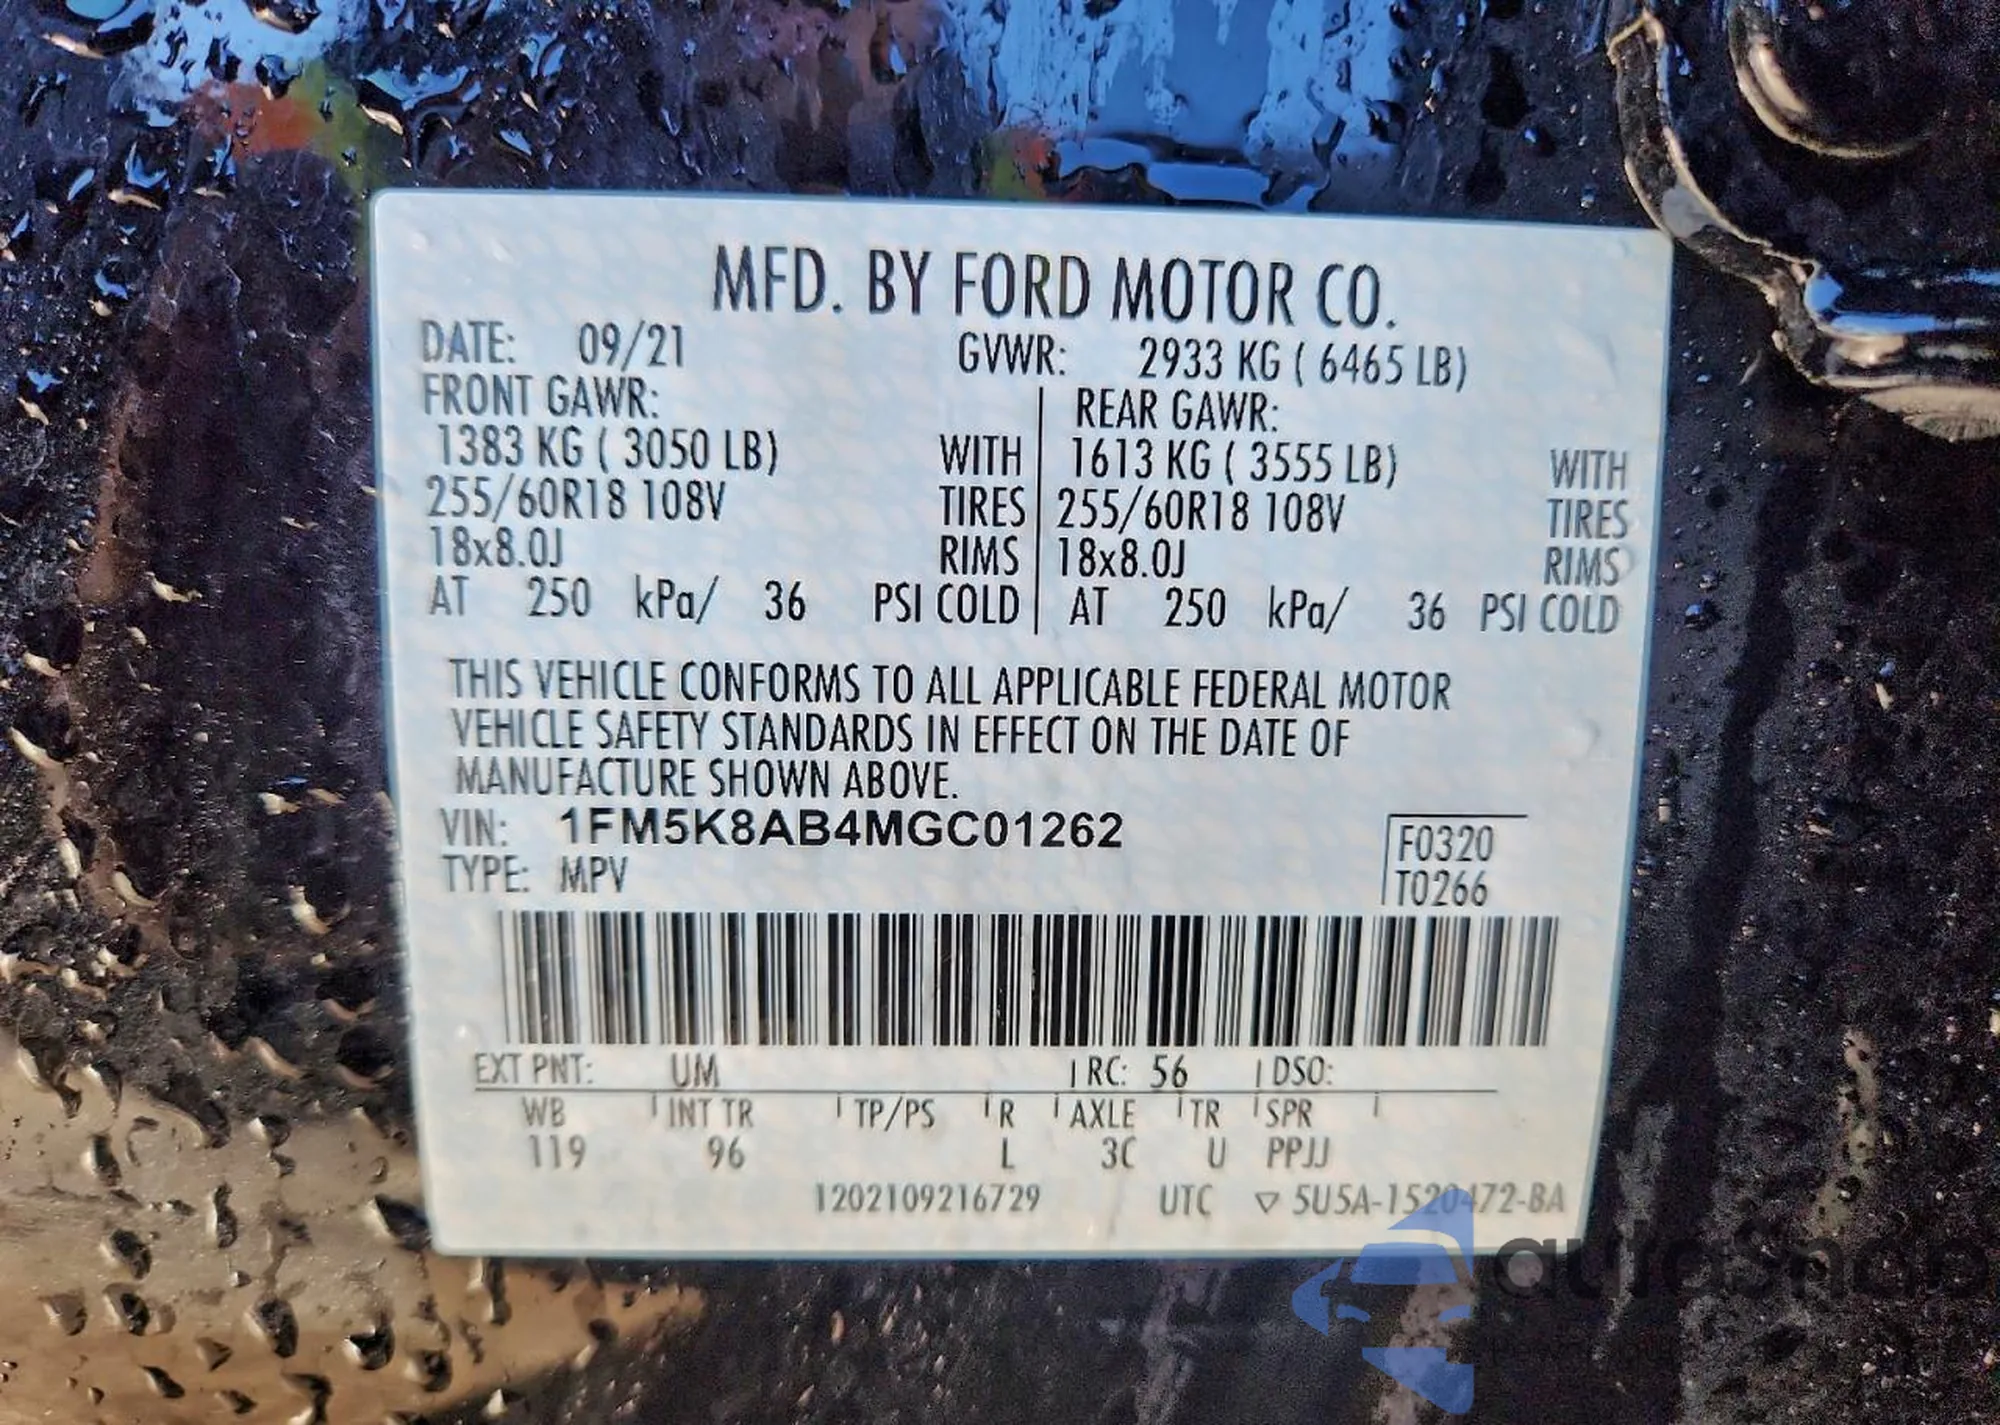 MFD. BY FORD MOTOR CO.
DATE: 09/21 GVWR: 2933 KG ( 6465 LB)
FRONT GAWR: REAR GAWR:
1383 KG ( 3050 LB) WITH 1613 KG ( 3555 LB) WITH
255/60R18 108V TIRES 255/60R18 108V TIRES
18x8.0J RIMS 18x8.0J RIMS
AT 250 kPa/ 36 PSI COLD AT 250 kPa/ 36 PSI COLD
THIS VEHICLE CONFORMS TO ALL APPLICABLE FEDERAL MOTOR
VEHICLE SAFETY STANDARDS IN EFFECT ON THE DATE OF
MANUFACTURE SHOWN ABOVE.
VIN: 1FM5K8AB4MGC01262 F0320
TYPE: MPV T0266
EXT PNT: UM RC: 56 DSO:
WB INT TR TP/PS R AXLE TR SPR
119 96 L 3C U PPJJ
1202109216729 UTC ▽ 5U5A-1520472-BA
autosnap